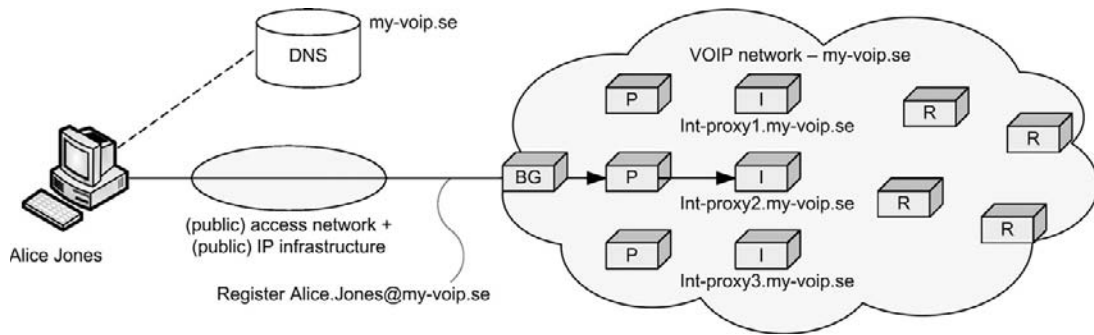 my-voip.se
DNS
Alice Jones
(public) access network +
(public) IP infrastructure
Register Alice.Jones@my-voip.se
VOIP network – my-voip.se
P
I
Int-proxy1.my-voip.se
R
R
BG
P
I
Int-proxy2.my-voip.se
R
R
P
I
Int-proxy3.my-voip.se